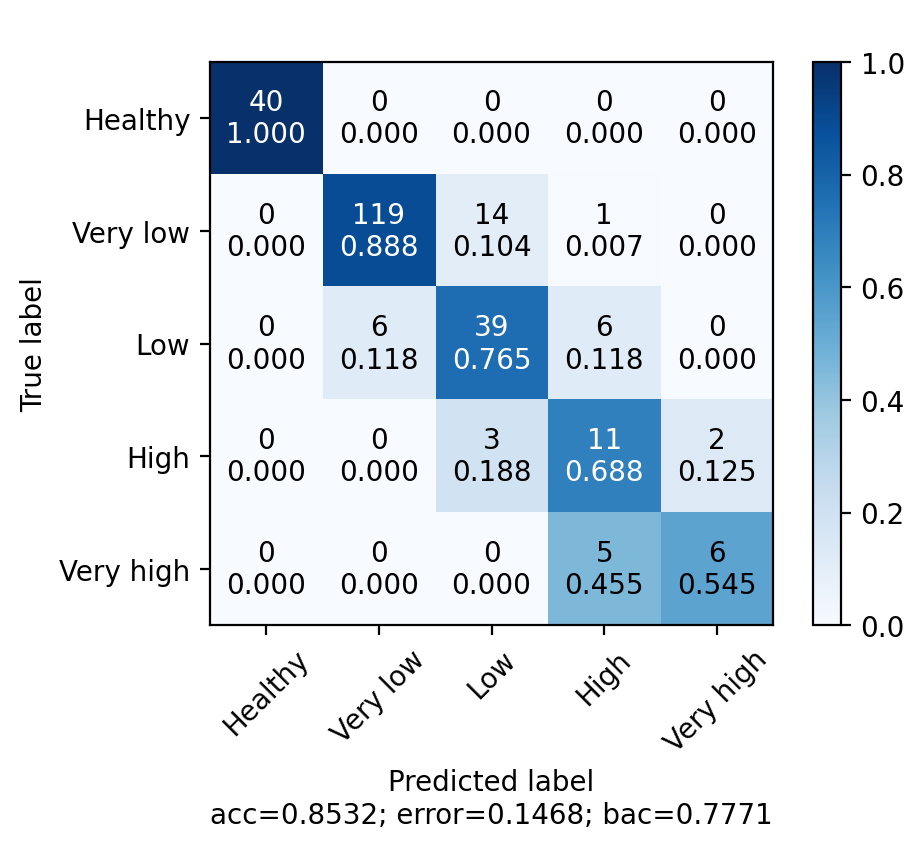 1.0
Healthy 40 0 0 0 0
1.000 0.000 0.000 0.000 0.000
0.8
Very low 0 119 14 1 0
0.000 0.888 0.104 0.007 0.000
0.6
True label
Low 0 6 39 6 0
0.000 0.118 0.765 0.118 0.000
0.4
High 0 0 3 11 2
0.000 0.000 0.188 0.688 0.125
0.2
Very high 0 0 0 5 6
0.000 0.000 0.000 0.455 0.545
0.0
Healthy Very low Low High Very high
Predicted label
acc=0.8532; error=0.1468; bac=0.7771